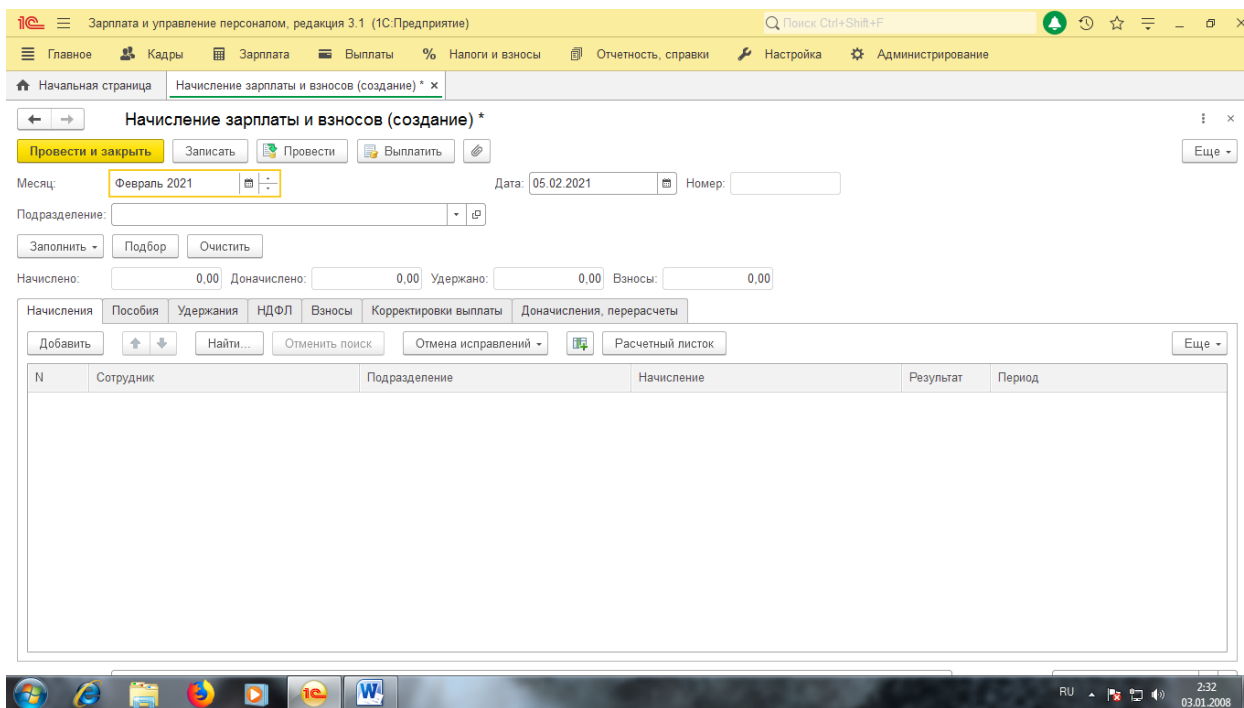 1С Зарплата и управление персоналом, редакция 3.1 (1С:Предприятие) Поиск Ctrl+Shift+F
Главное Кадры Зарплата Выплаты % Налоги и взносы Отчетность, справки Настройка Администрирование
Начальная страница Начисление зарплаты и взносов (создание) * ×
Начисление зарплаты и взносов (создание) *
Провести и закрыть Записать Провести Выплатить Еще
Месяц: Февраль 2021 Дата: 05.02.2021 Номер:
Подразделение:
Заполнить Подбор Очистить
Начислено: 0,00 Доначислено: 0,00 Удержано: 0,00 Взносы: 0,00
Начисления Пособия Удержания НДФЛ Взносы Корректировки выплаты Доначисления, перерасчеты
Добавить Найти... Отменить поиск Отмена исправлений Расчетный листок Еще
N Сотрудник Подразделение Начисление Результат Период
RU 2:32
03.01.2008